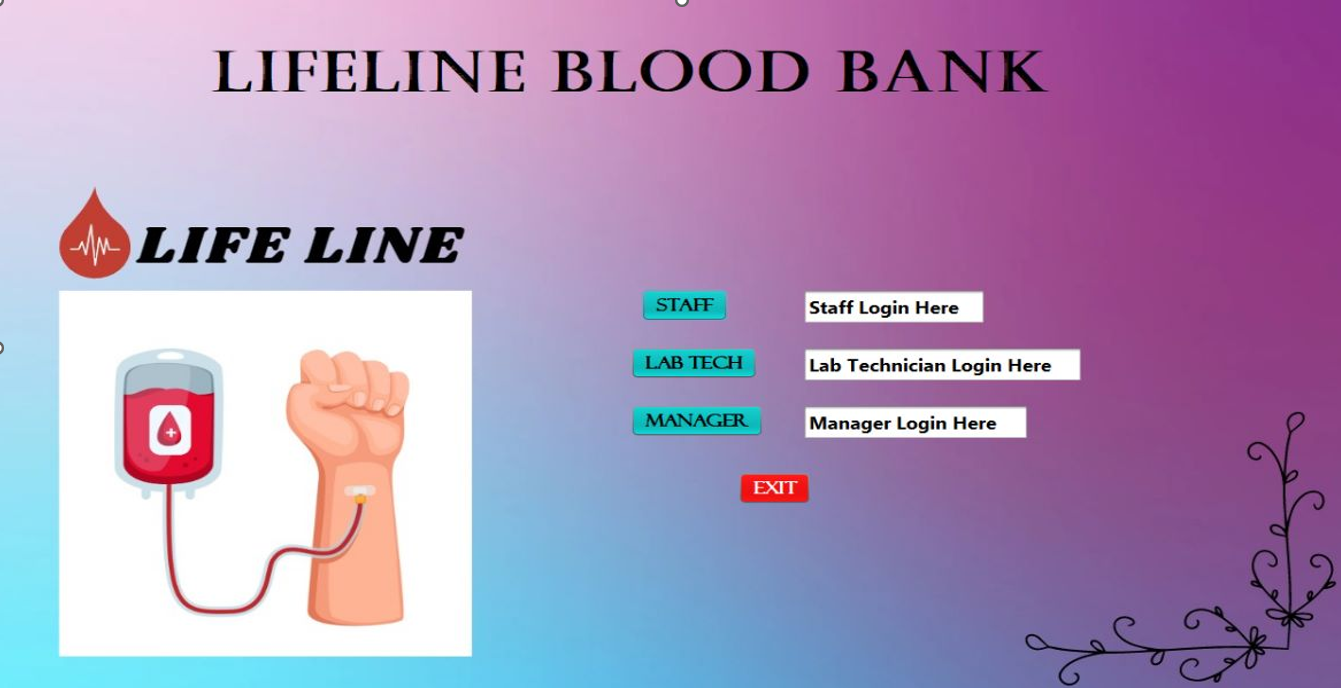 LIFELINE BLOOD BANK
LIFE LINE
STAFF Staff Login Here
LAB TECH Lab Technician Login Here
MANAGER Manager Login Here
EXIT